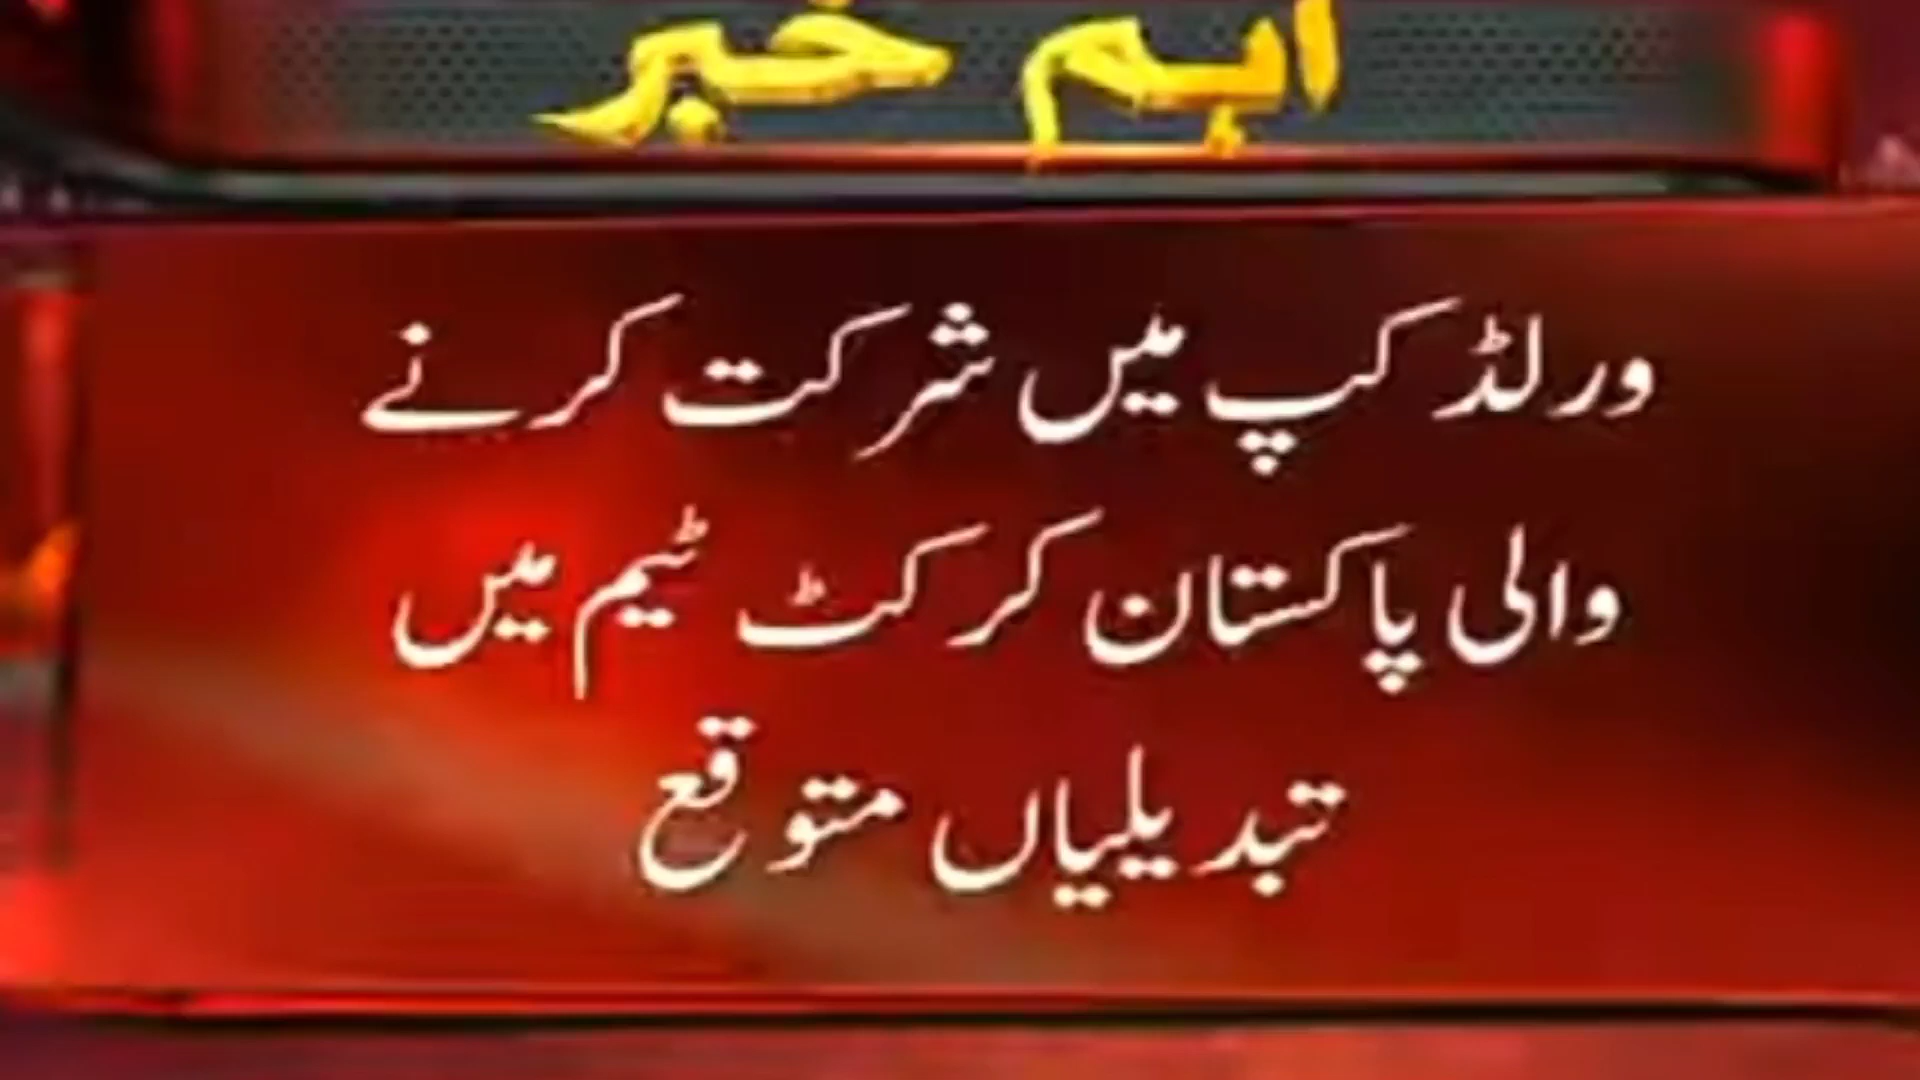 اہم خبر
ورلڈ کپ میں شرکت کرنے
والی پاکستان کرکٹ ٹیم میں
تبدیلیاں متوقع